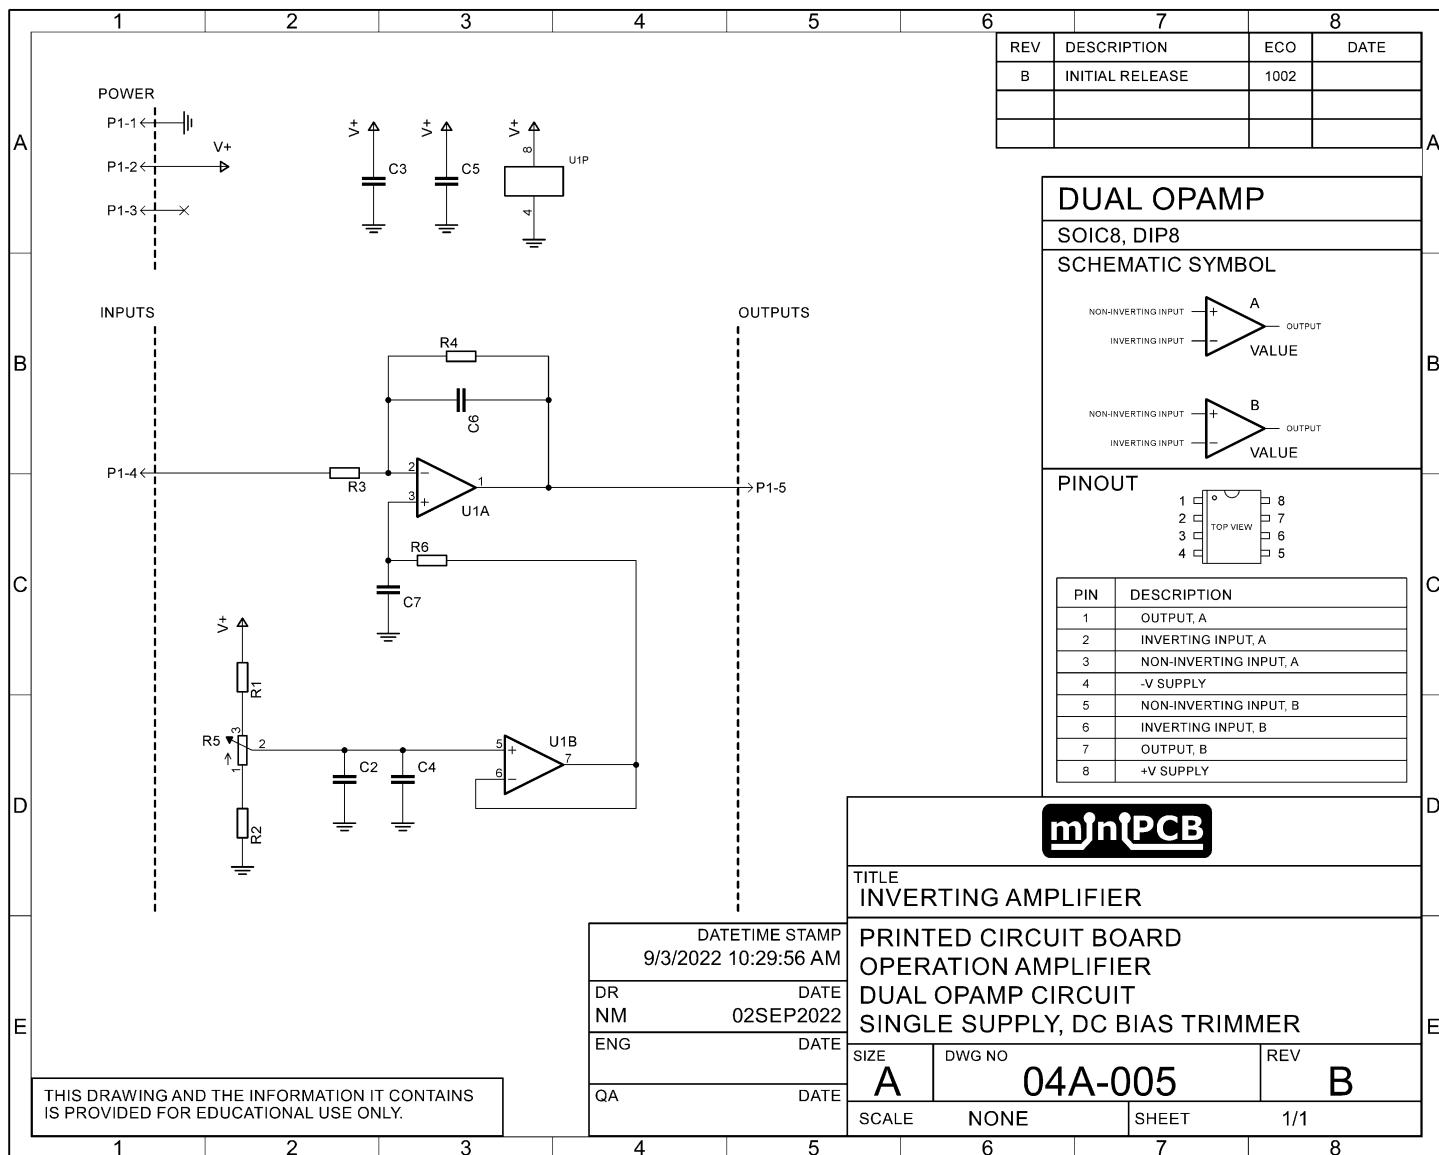 1 2 3 4 5 6 7 8
REV DESCRIPTION ECO DATE
B INITIAL RELEASE 1002
A A
POWER
P1-1
P1-2 V+
P1-3
V+ C3
V+ C5
V+ 8 U1P 4
DUAL OPAMP
SOIC8, DIP8
SCHEMATIC SYMBOL
NON-INVERTING INPUT + A
INVERTING INPUT − OUTPUT
VALUE
NON-INVERTING INPUT + B
INVERTING INPUT − OUTPUT
VALUE
B B
INPUTS
OUTPUTS
R4
C6
P1-4 R3 2 −
3 + 1 P1-5
U1A
R6
C7
PINOUT
1 8
2 TOP VIEW 7
3 6
4 5
C C
PIN DESCRIPTION
1 OUTPUT, A
2 INVERTING INPUT, A
3 NON-INVERTING INPUT, A
4 -V SUPPLY
5 NON-INVERTING INPUT, B
6 INVERTING INPUT, B
7 OUTPUT, B
8 +V SUPPLY
V+
R1
R5 3 2 1
R2
C2 C4
5 + U1B
6 − 7
D D
miniPCB
TITLE
INVERTING AMPLIFIER
PRINTED CIRCUIT BOARD
OPERATION AMPLIFIER
DUAL OPAMP CIRCUIT
SINGLE SUPPLY, DC BIAS TRIMMER
DATETIME STAMP
9/3/2022 10:29:56 AM
DR DATE
NM 02SEP2022
ENG DATE
QA DATE
E E
SIZE DWG NO REV
A 04A-005 B
SCALE NONE SHEET 1/1
THIS DRAWING AND THE INFORMATION IT CONTAINS
IS PROVIDED FOR EDUCATIONAL USE ONLY.
1 2 3 4 5 6 7 8